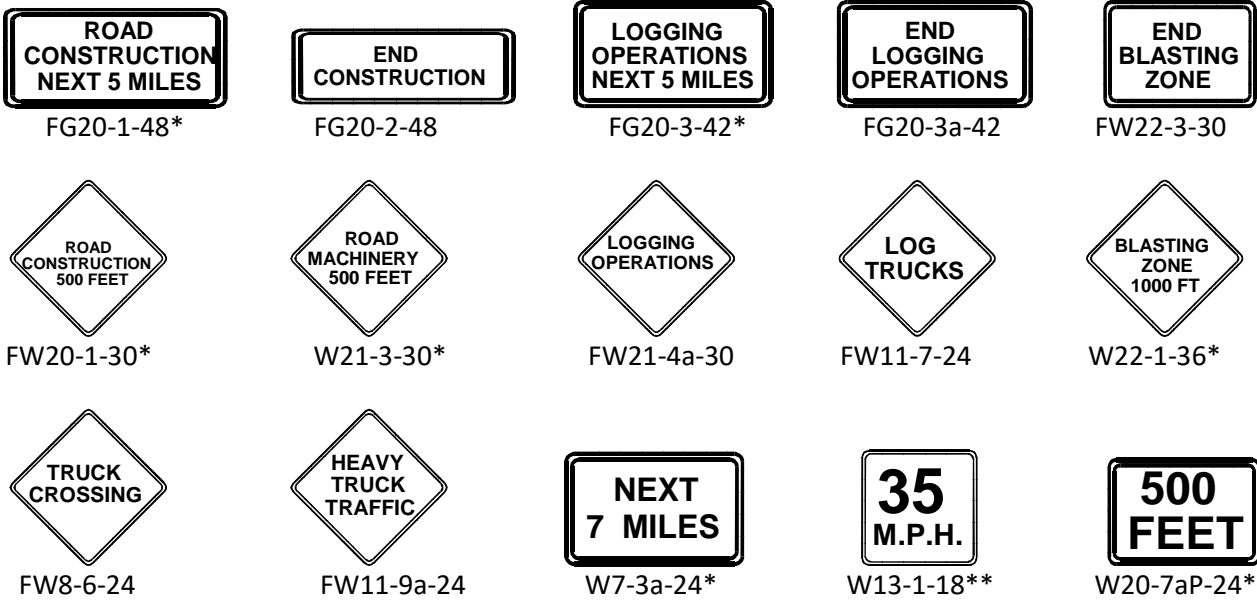 ROAD
CONSTRUCTION
NEXT 5 MILES
FG20-1-48*
END
CONSTRUCTION
FG20-2-48
LOGGING
OPERATIONS
NEXT 5 MILES
FG20-3-42*
END
LOGGING
OPERATIONS
FG20-3a-42
END
BLASTING
ZONE
FW22-3-30
ROAD
CONSTRUCTION
500 FEET
FW20-1-30*
ROAD
MACHINERY
500 FEET
W21-3-30*
LOGGING
OPERATIONS
FW21-4a-30
LOG
TRUCKS
FW11-7-24
BLASTING
ZONE
1000 FT
W22-1-36*
TRUCK
CROSSING
FW8-6-24
HEAVY
TRUCK
TRAFFIC
FW11-9a-24
NEXT
7 MILES
W7-3a-24*
35
M.P.H.
W13-1-18**
500
FEET
W20-7aP-24*